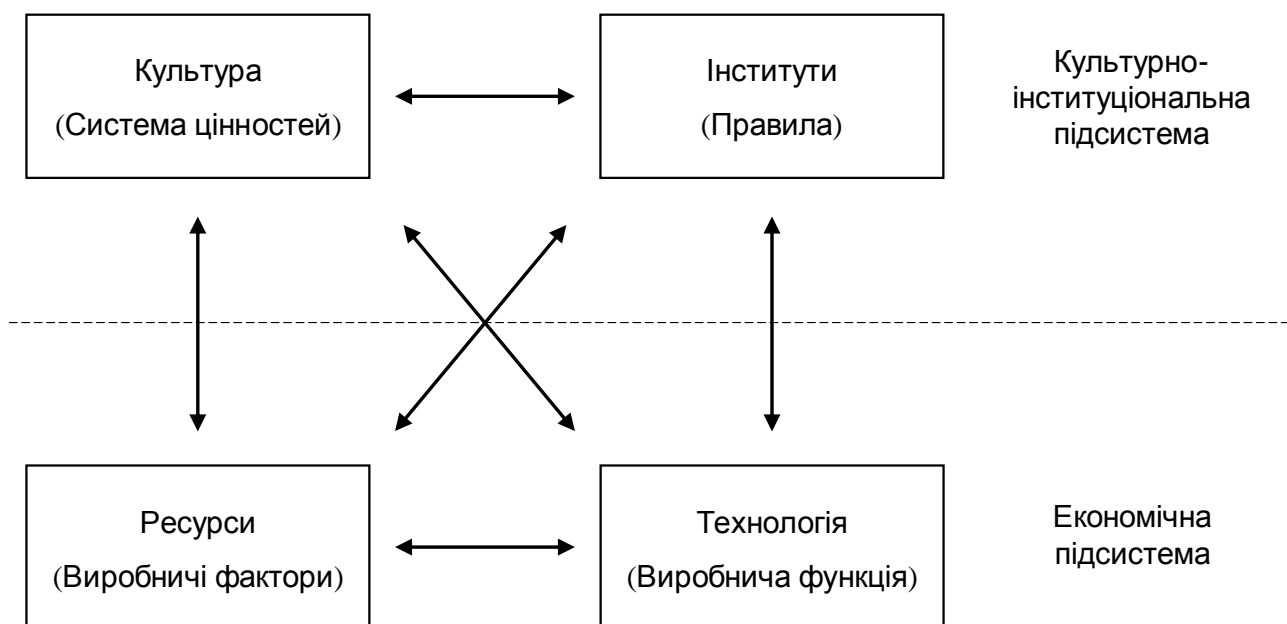 Культура
(Система цінностей)
Інститути
(Правила)
Культурно-
інституціональна
підсистема
Ресурси
(Виробничі фактори)
Технологія
(Виробнича функція)
Економічна
підсистема